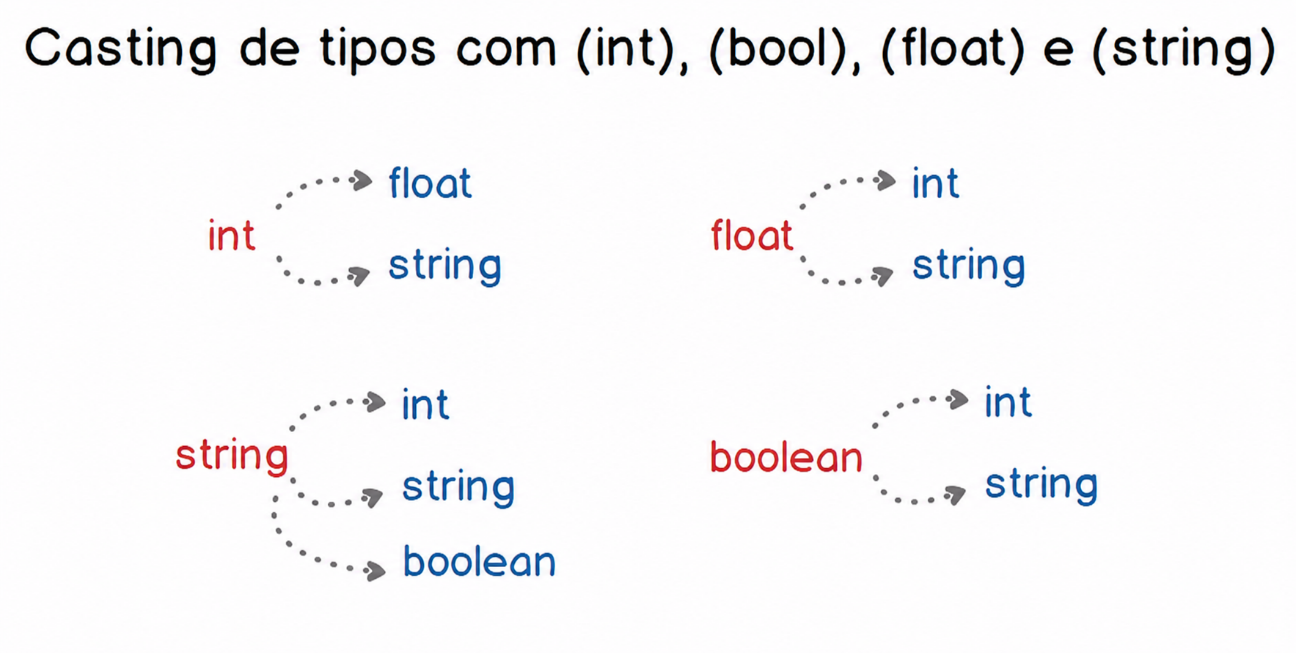 Casting de tipos com (int), (bool), (float) e (string)
int
float
string
float
int
string
string
int
string
boolean
boolean
int
string